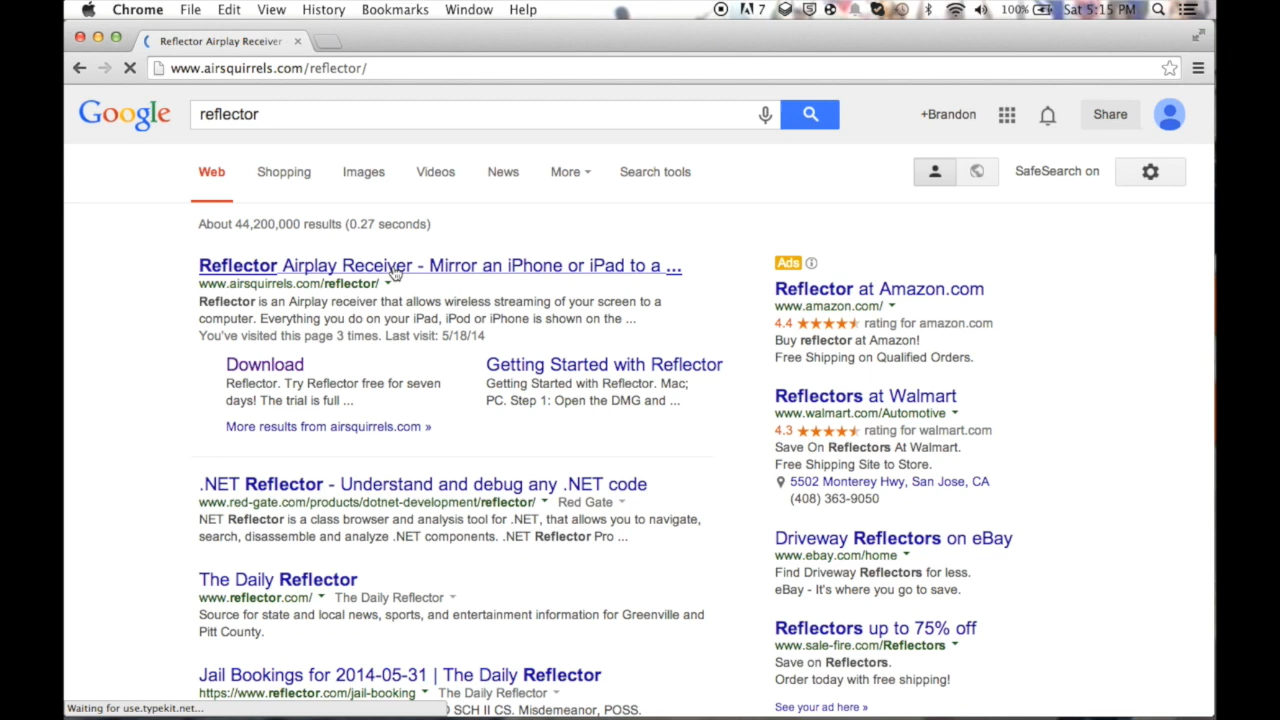 Chrome File Edit View History Bookmarks Window Help 7 100% Sat 5:15 PM
Reflector Airplay Receiver
www.airsquirrels.com/reflector/
Google reflector +Brandon Share
Web Shopping Images Videos News More Search tools SafeSearch on
About 44,200,000 results (0.27 seconds)
Reflector Airplay Receiver - Mirror an iPhone or iPad to a ...
www.airsquirrels.com/reflector/
Reflector is an Airplay receiver that allows wireless streaming of your screen to a
computer. Everything you do on your iPad, iPod or iPhone is shown on the ...
You've visited this page 3 times. Last visit: 5/18/14
Download
Reflector. Try Reflector free for seven
days! The trial is full ...
Getting Started with Reflector
Getting Started with Reflector. Mac;
PC. Step 1: Open the DMG and ...
More results from airsquirrels.com »
.NET Reflector - Understand and debug any .NET code
www.red-gate.com/products/dotnet-development/reflector/ Red Gate
NET Reflector is a class browser and analysis tool for .NET, that allows you to navigate,
search, disassemble and analyze .NET components. .NET Reflector Pro ...
The Daily Reflector
www.reflector.com/ The Daily Reflector
Source for state and local news, sports, and entertainment information for Greenville and
Pitt County.
Jail Bookings for 2014-05-31 | The Daily Reflector
https://www.reflector.com/jail-booking The Daily Reflector
SCH II CS. Misdemeanor, POSS.
Ads
Reflector at Amazon.com
www.amazon.com/
4.4 rating for amazon.com
Buy reflector at Amazon!
Free Shipping on Qualified Orders.
Reflectors at Walmart
www.walmart.com/Automotive
4.3 rating for walmart.com
Save On Reflectors At Walmart.
Free Shipping Site to Store.
5502 Monterey Hwy, San Jose, CA
(408) 363-9050
Driveway Reflectors on eBay
www.ebay.com/home
Find Driveway Reflectors for less.
eBay - It's where you go to save.
Reflectors up to 75% off
www.sale-fire.com/Reflectors
Save on Reflectors.
Order today with free shipping!
See your ad here »
Waiting for use.typekit.net...